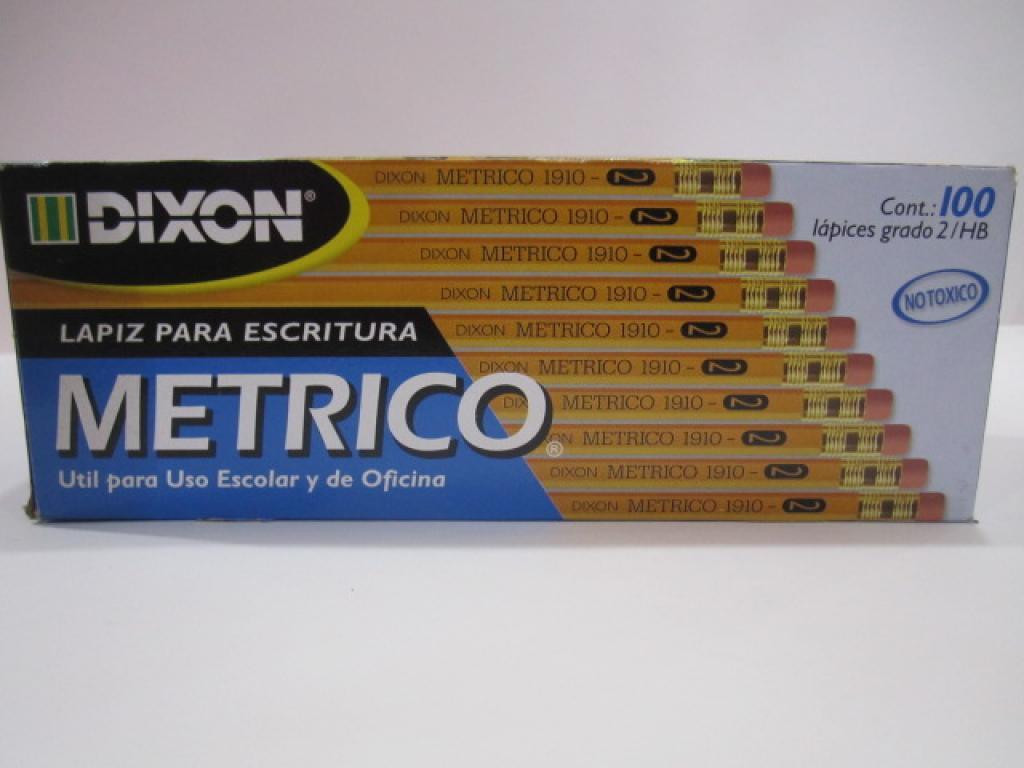 DIXON®
LAPIZ PARA ESCRITURA
METRICO®
Util para Uso Escolar y de Oficina
DIXON METRICO 1910 - 2
DIXON METRICO 1910 - 2
DIXON METRICO 1910 - 2
DIXON METRICO 1910 - 2
DIXON METRICO 1910 - 2
DIXON METRICO 1910 - 2
DIX METRICO 1910 - 2
N METRICO 1910 - 2
DIXON METRICO 1910 - 2
DIXON METRICO 1910 - 2
Cont.: 100
lápices grado 2/HB
NO TOXICO